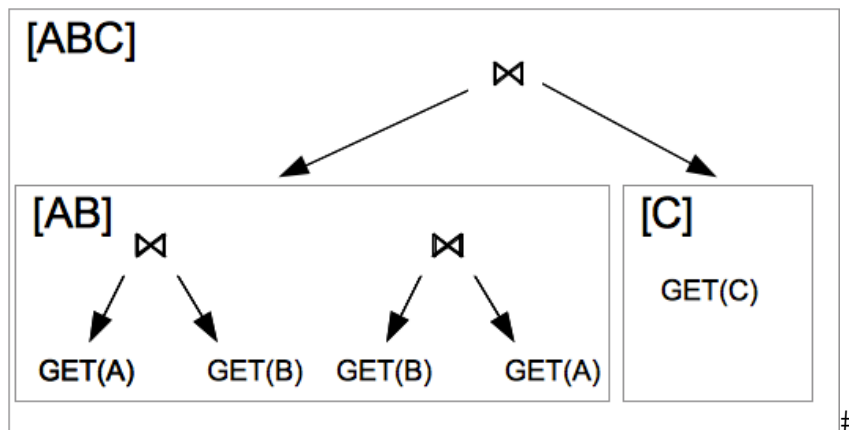 [ABC]
⋈
[AB]
[C]
⋈ ⋈
GET(C)
GET(A) GET(B) GET(B) GET(A)
#